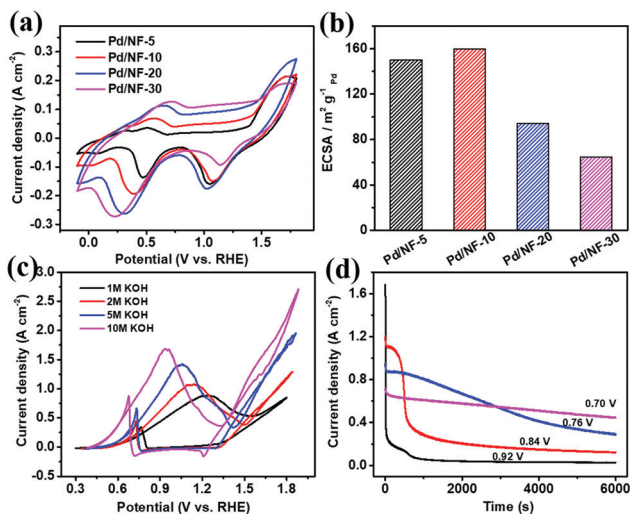 (a)
Pd/NF-5
Pd/NF-10
Pd/NF-20
Pd/NF-30
Current density (A cm⁻²)
0.3
0.2
0.1
0.0
-0.1
-0.2
-0.3
0.0 0.5 1.0 1.5
Potential (V vs. RHE)
(b)
ECSA / m² g⁻¹ Pd
160
120
80
40
0
Pd/NF-5 Pd/NF-10 Pd/NF-20 Pd/NF-30
(c)
1M KOH
2M KOH
5M KOH
10M KOH
Current density (A cm⁻²)
3.0
2.5
2.0
1.5
1.0
0.5
0.0
-0.5
0.3 0.6 0.9 1.2 1.5 1.8
Potential (V vs. RHE)
(d)
Current density (A cm⁻²)
1.6
1.2
0.8
0.4
0.0
0.70 V
0.76 V
0.84 V
0.92 V
0 2000 4000 6000
Time (s)